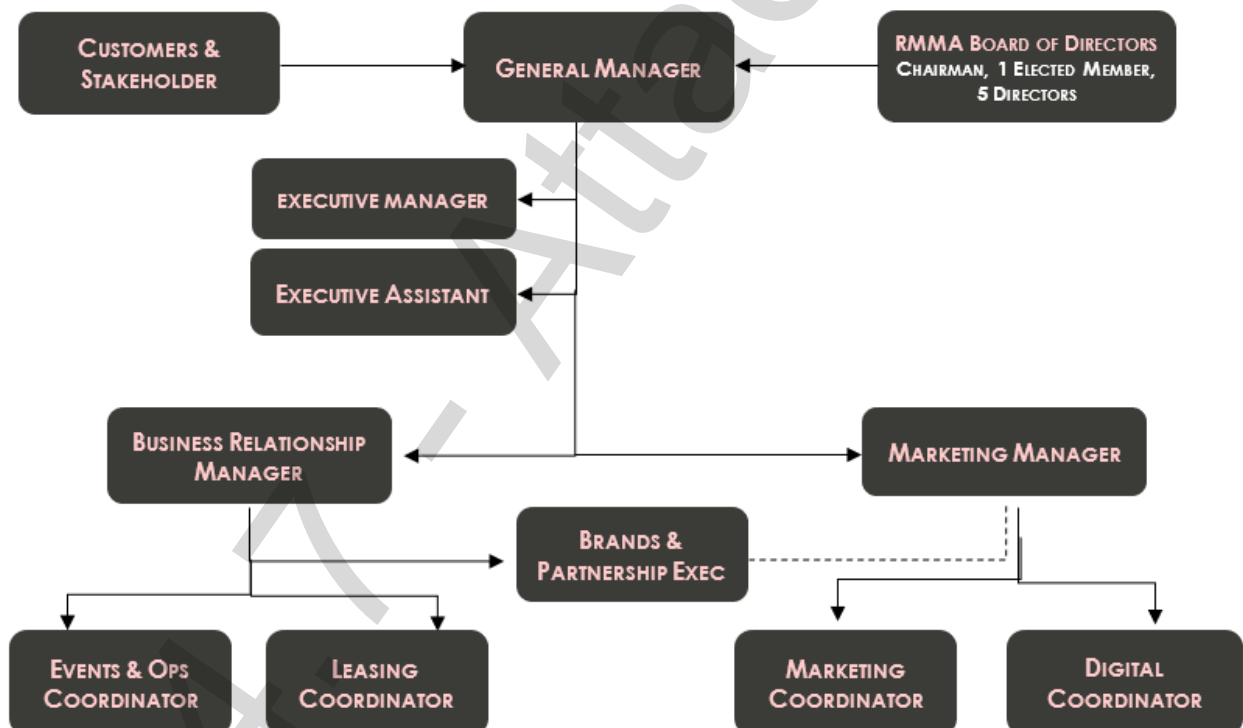 Customers &
Stakeholder
General Manager
RMMA Board of Directors
Chairman, 1 Elected Member,
5 Directors
executive manager
Executive Assistant
Business Relationship
Manager
Marketing Manager
Brands &
Partnership Exec
Events & Ops
Coordinator
Leasing
Coordinator
Marketing
Coordinator
Digital
Coordinator